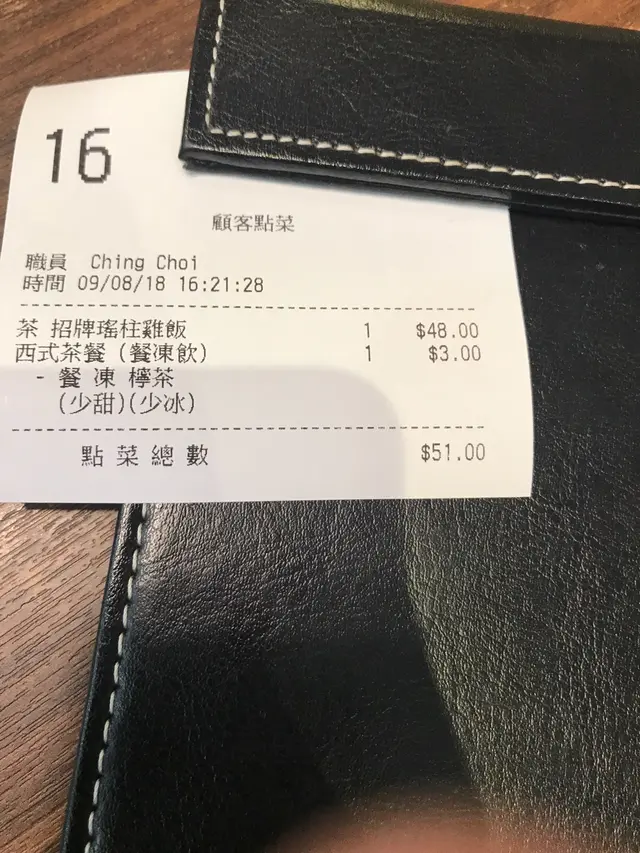 16
顧客點菜
職員 Ching Choi
時間 09/08/18 16:21:28
茶 招牌瑤柱雞飯 1 $48.00
西式茶餐（餐凍飲） 1 $3.00
- 餐 凍 檸茶
(少甜)(少冰)
點 菜 總 數 $51.00